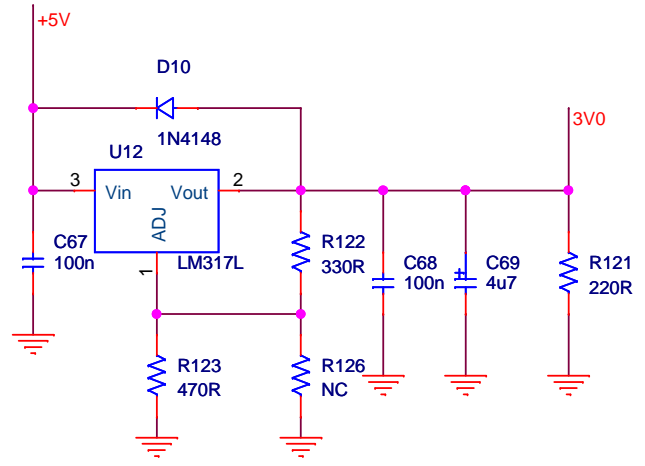 +5V
D10
1N4148
3V0
U12
3
Vin
Vout
2
ADJ
LM317L
1
C67
100n
R122
330R
C68
100n
C69
4u7
R121
220R
R123
470R
R126
NC